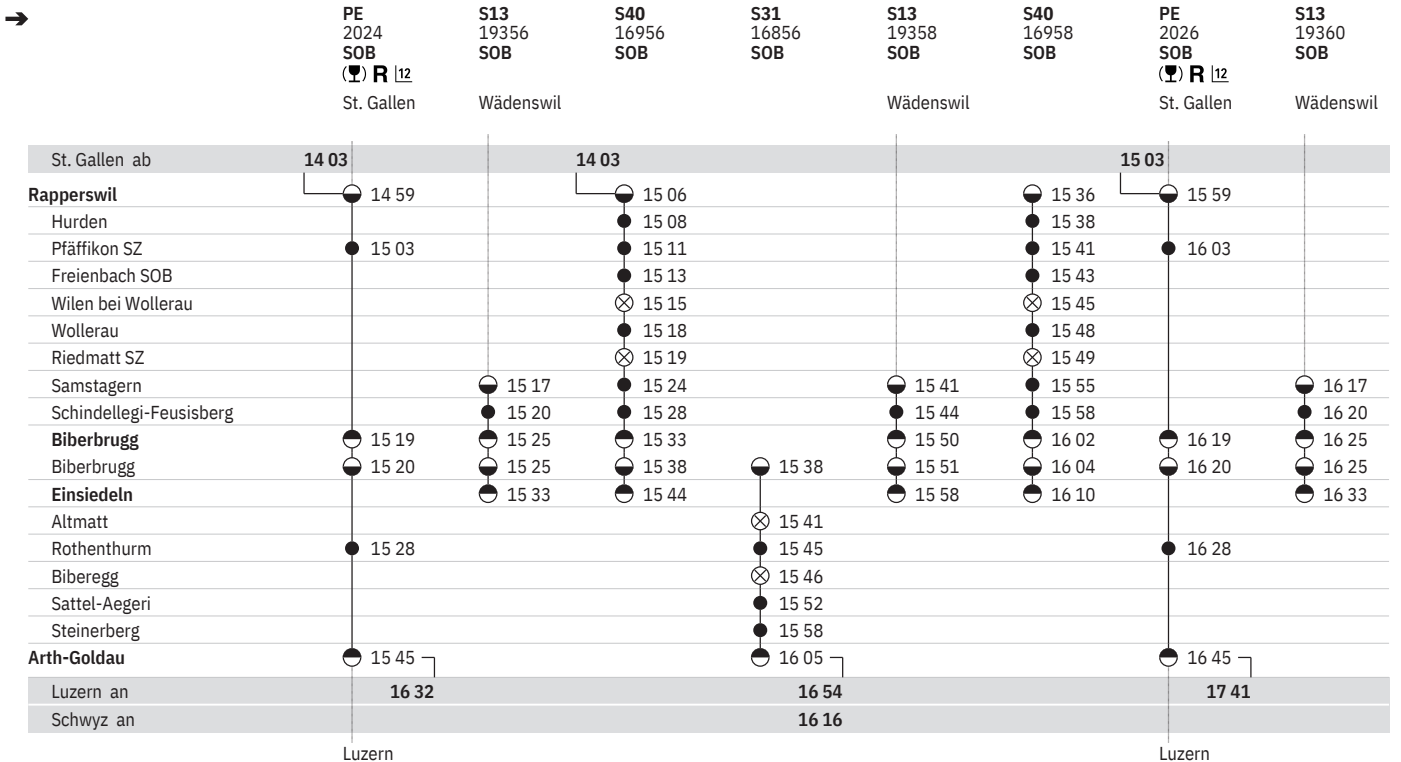 PE S13 S40 S31 S13 S40 PE S13
2024 19356 16956 16856 19358 16958 2026 19360
SOB SOB SOB SOB SOB SOB SOB SOB
R 12 R 12
St. Gallen Wädenswil Wädenswil St. Gallen Wädenswil
St. Gallen ab 14 03 14 03 15 03
Rapperswil 14 59 15 06 15 36 15 59
Hurden 15 08 15 38
Pfäffikon SZ 15 03 15 11 15 41 16 03
Freienbach SOB 15 13 15 43
Wilen bei Wollerau 15 15 15 45
Wollerau 15 18 15 48
Riedmatt SZ 15 19 15 49
Samstagern 15 17 15 24 15 41 15 55 16 17
Schindellegi-Feusisberg 15 20 15 28 15 44 15 58 16 20
Biberbrugg 15 19 15 25 15 33 15 50 16 02 16 19 16 25
Biberbrugg 15 20 15 25 15 38 15 38 15 51 16 04 16 20 16 25
Einsiedeln 15 33 15 44 15 58 16 10 16 33
Altmatt 15 41
Rothenthurm 15 28 15 45 16 28
Biberegg 15 46
Sattel-Aegeri 15 52
Steinerberg 15 58
Arth-Goldau 15 45 16 05 16 45
Luzern an 16 32 16 54 17 41
Schwyz an 16 16
Luzern Luzern